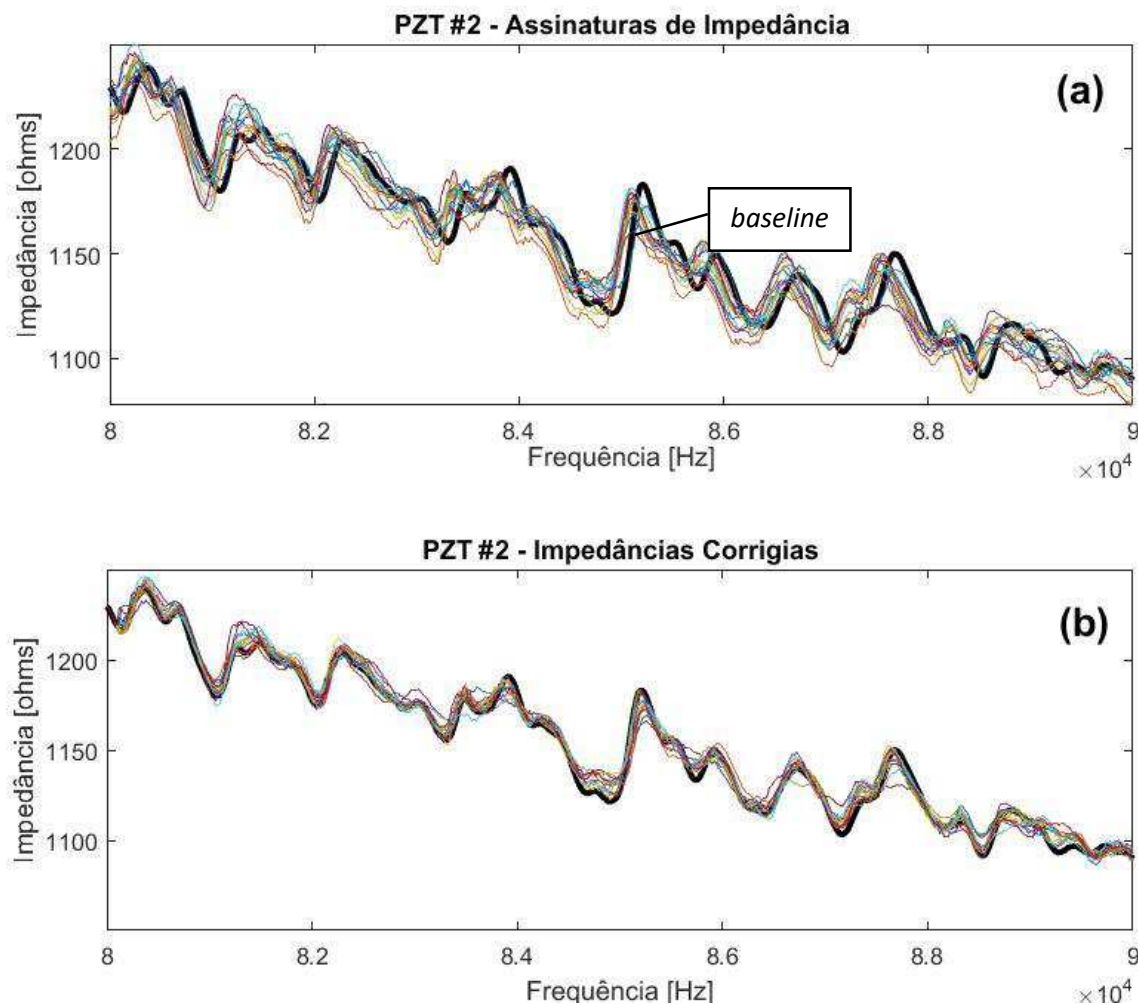 PZT #2 - Assinaturas de Impedância
(a)
Impedância [ohms]
1200
1150
1100
baseline
8 8.2 8.4 8.6 8.8 9
Frequência [Hz]
×10^4
PZT #2 - Impedâncias Corrigias
(b)
Impedância [ohms]
1200
1150
1100
8 8.2 8.4 8.6 8.8 9
Frequência [Hz]
×10^4